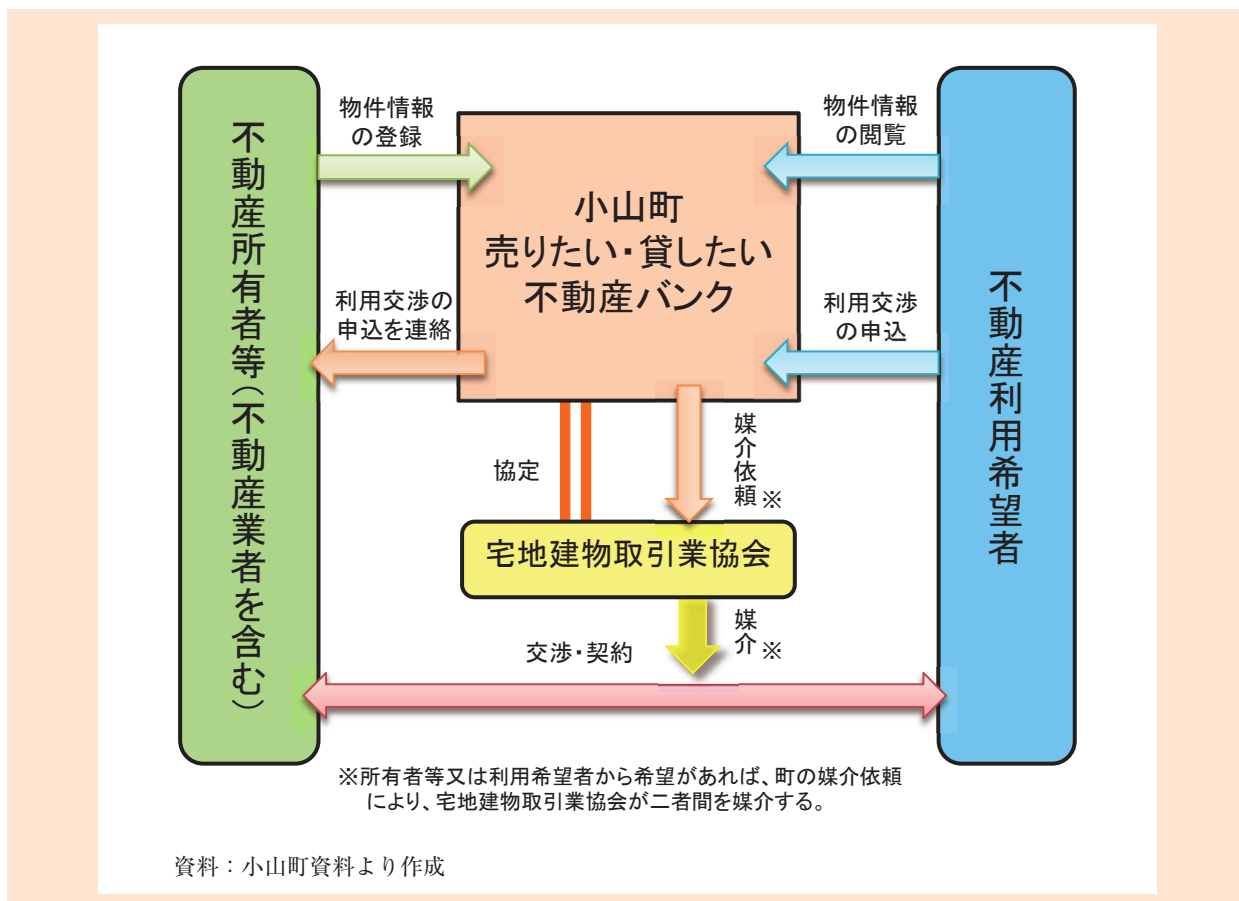 不動産所有者等(不動産業者を含む)
物件情報
の登録
利用交渉の
申込を連絡
小山町
売りたい・貸したい
不動産バンク
物件情報
の閲覧
利用交渉
の申込
不動産利用希望者
協定
媒介依頼※
宅地建物取引業協会
媒介※
交渉・契約
※所有者等又は利用希望者から希望があれば、町の媒介依頼
により、宅地建物取引業協会が二者間を媒介する。
資料：小山町資料より作成